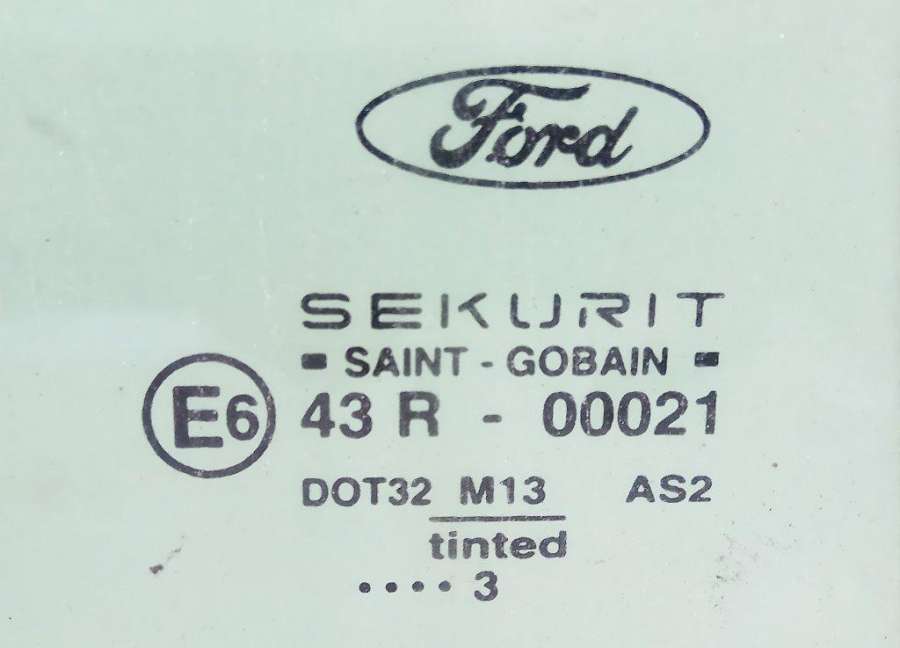 Ford
SEKURIT
SAINT - GOBAIN
E6 43 R - 00021
DOT32 M13 AS2
tinted
.... 3